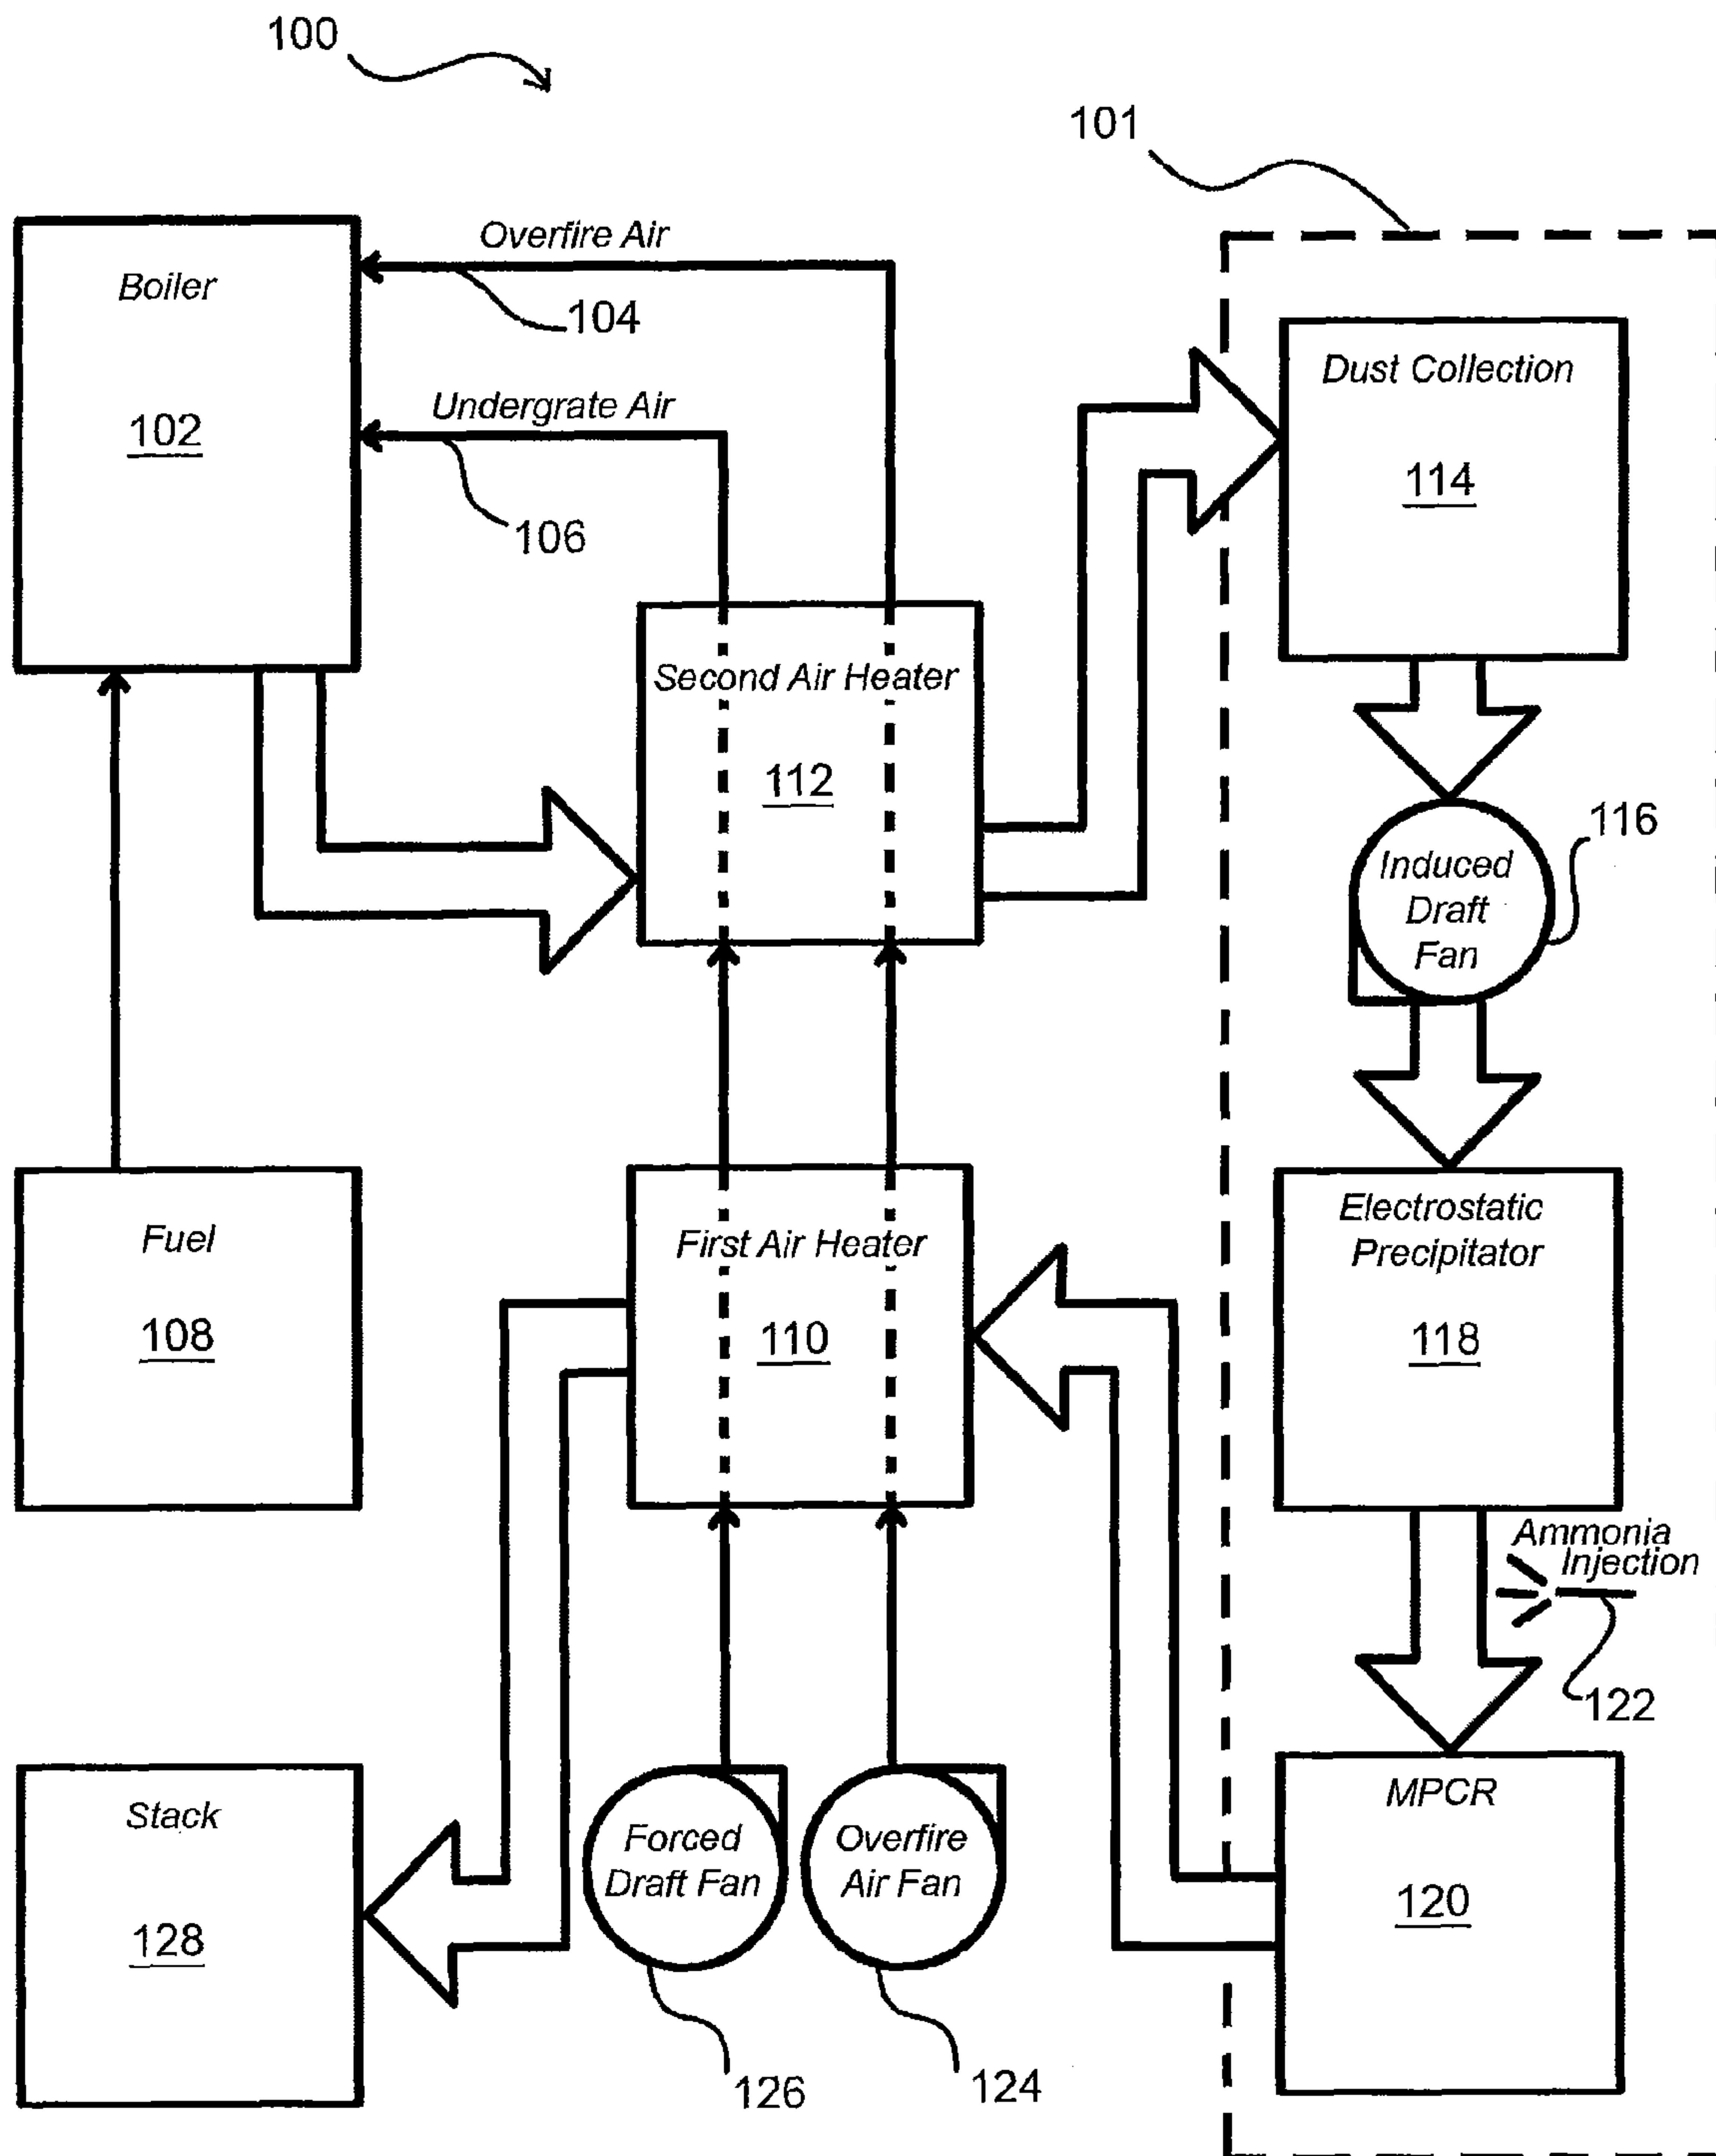 100
101
Overfire Air
104
Boiler
102
Undergrate Air
106
Dust Collection
114
Second Air Heater
112
116
Induced
Draft
Fan
Fuel
108
First Air Heater
110
Electrostatic
Precipitator
118
Ammonia
Injection
122
Stack
128
Forced
Draft Fan
126
Overfire
Air Fan
124
MPCR
120